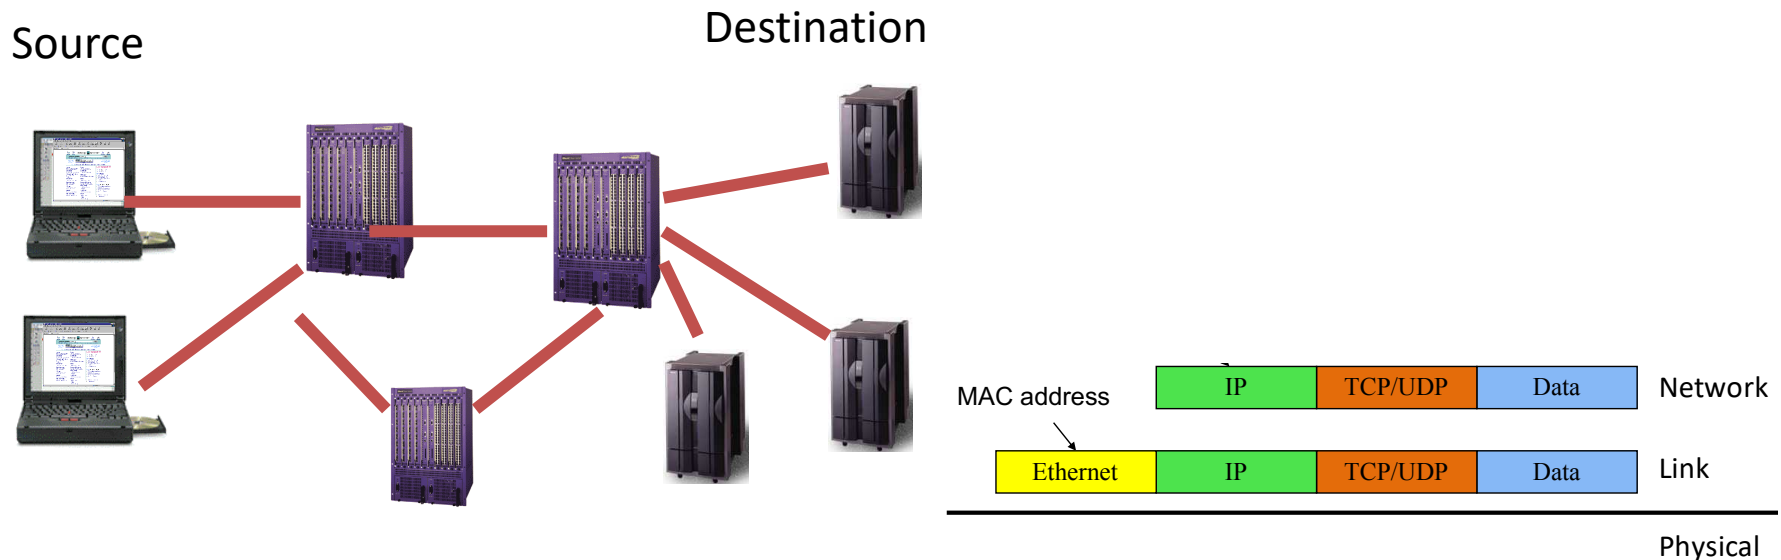 Source
Destination
MAC address
IP TCP/UDP Data Network
Ethernet IP TCP/UDP Data Link
Physical